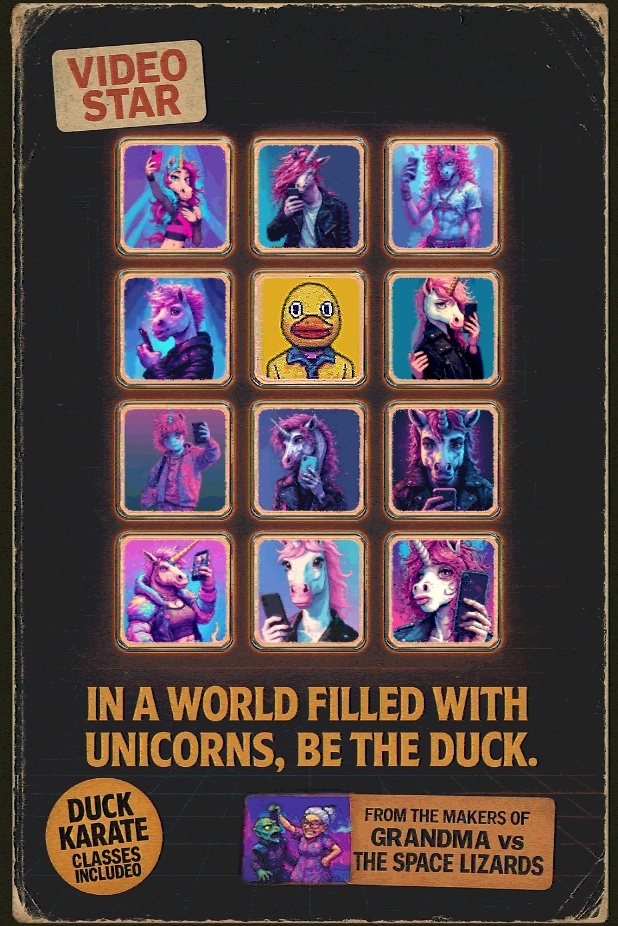 VIDEO
STAR
IN A WORLD FILLED WITH
UNICORNS, BE THE DUCK.
DUCK
KARATE
CLASSES
INCLUDED
FROM THE MAKERS OF
GRANDMA vs
THE SPACE LIZARDS